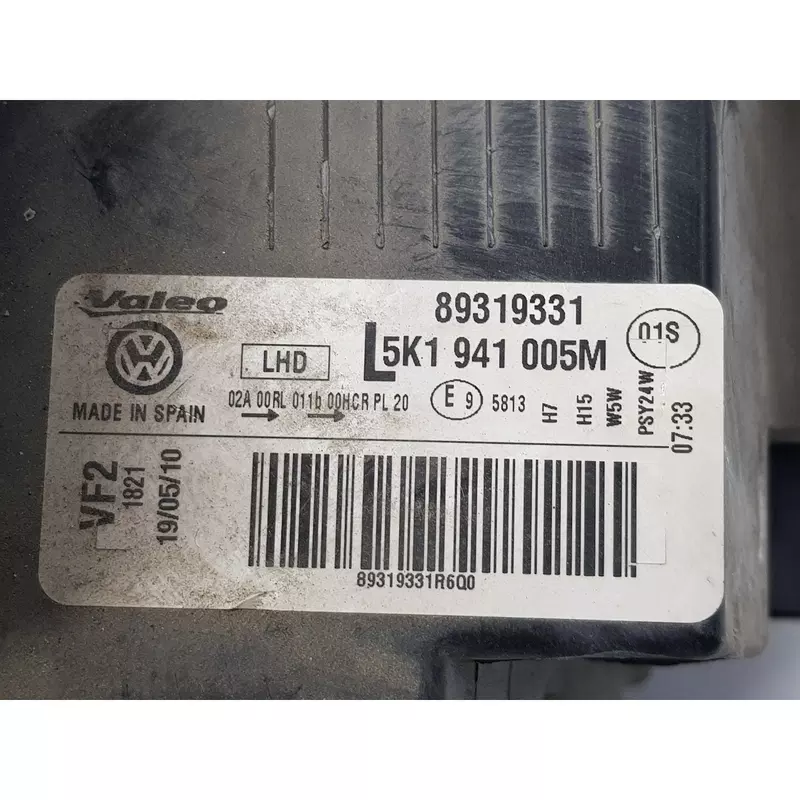 Valeo
89319331
01S
LHD
L 5K1 941 005M
02A 00RL 011b 00HCR PL 20
E 9 5813
MADE IN SPAIN
H7
H15
W5W
PSY24W
07:33
VF2
1821
19/05/10
89319331R6Q0